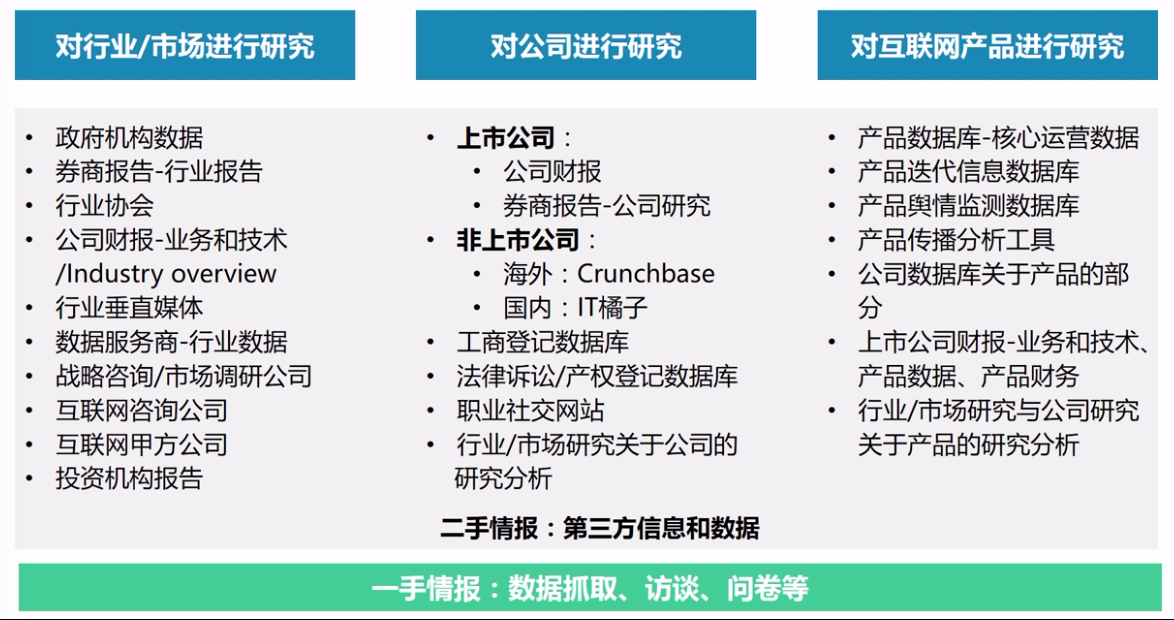 对行业/市场进行研究
政府机构数据
券商报告-行业报告
行业协会
公司财报-业务和技术
/Industry overview
行业垂直媒体
数据服务商-行业数据
战略咨询/市场调研公司
互联网咨询公司
互联网甲方公司
投资机构报告
对公司进行研究
上市公司：
公司财报
券商报告-公司研究
非上市公司：
海外：Crunchbase
国内：IT橘子
工商登记数据库
法律诉讼/产权登记数据库
职业社交网站
行业/市场研究关于公司的
研究分析
对互联网产品进行研究
产品数据库-核心运营数据
产品迭代信息数据库
产品舆情监测数据库
产品传播分析工具
公司数据库关于产品的部
分
上市公司财报-业务和技术、
产品数据、产品财务
行业/市场研究与公司研究
关于产品的研究分析
二手情报：第三方信息和数据
一手情报：数据抓取、访谈、问卷等